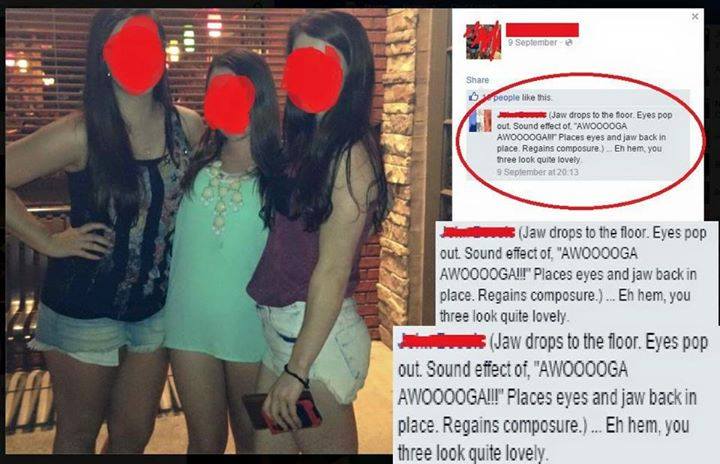 9 September
Share
people like this.
(Jaw drops to the floor. Eyes pop
out. Sound effect of, "AWOOOOGA
AWOOOOGA!!!" Places eyes and jaw back in
place. Regains composure.) ... Eh hem, you
three look quite lovely.
9 September at 20:13
(Jaw drops to the floor. Eyes pop
out. Sound effect of, "AWOOOOGA
AWOOOOGA!!!" Places eyes and jaw back in
place. Regains composure.) ... Eh hem, you
three look quite lovely.
(Jaw drops to the floor. Eyes pop
out. Sound effect of, "AWOOOOGA
AWOOOOGA!!!" Places eyes and jaw back in
place. Regains composure.) ... Eh hem, you
three look quite lovely.